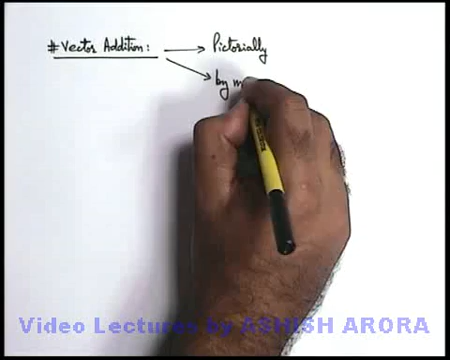 # Vector Addition: → Pictorially
→ by m
Video Lectures by ASHISH ARORA